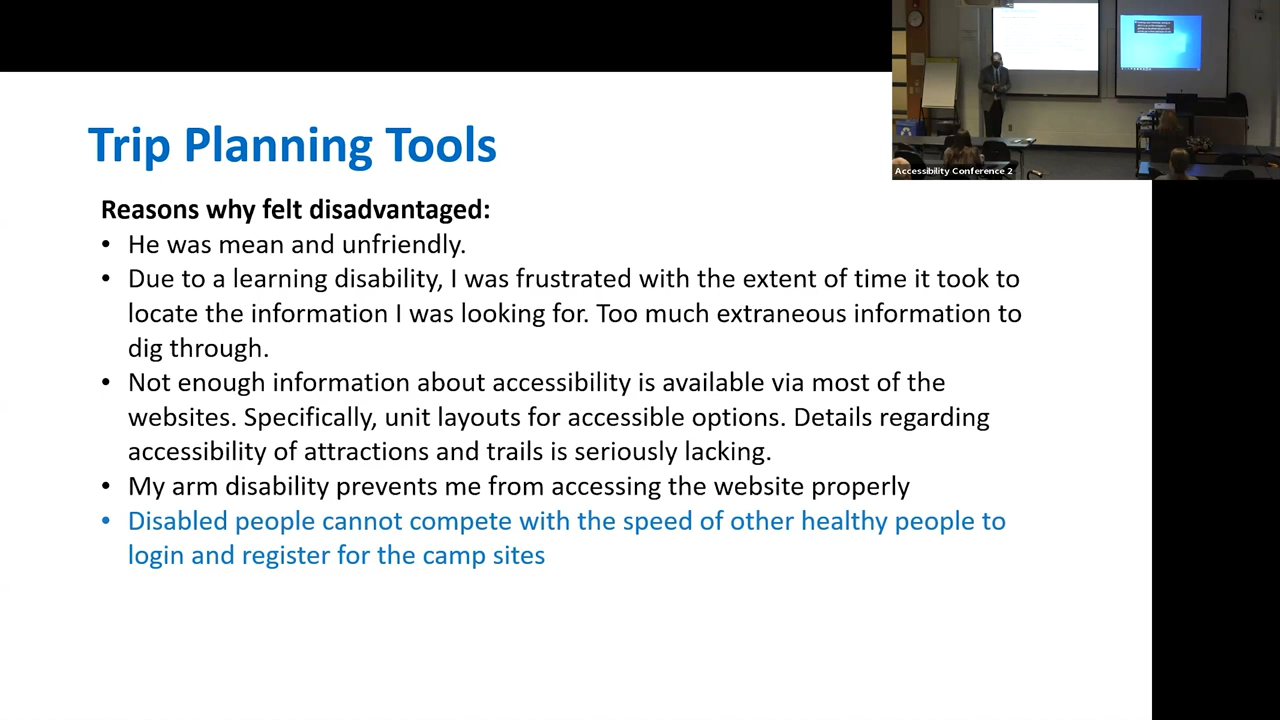 Trip Planning Tools
Reasons why felt disadvantaged:
• He was mean and unfriendly.
• Due to a learning disability, I was frustrated with the extent of time it took to
locate the information I was looking for. Too much extraneous information to
dig through.
• Not enough information about accessibility is available via most of the
websites. Specifically, unit layouts for accessible options. Details regarding
accessibility of attractions and trails is seriously lacking.
• My arm disability prevents me from accessing the website properly
• Disabled people cannot compete with the speed of other healthy people to
login and register for the camp sites
Accessibility Conference 2